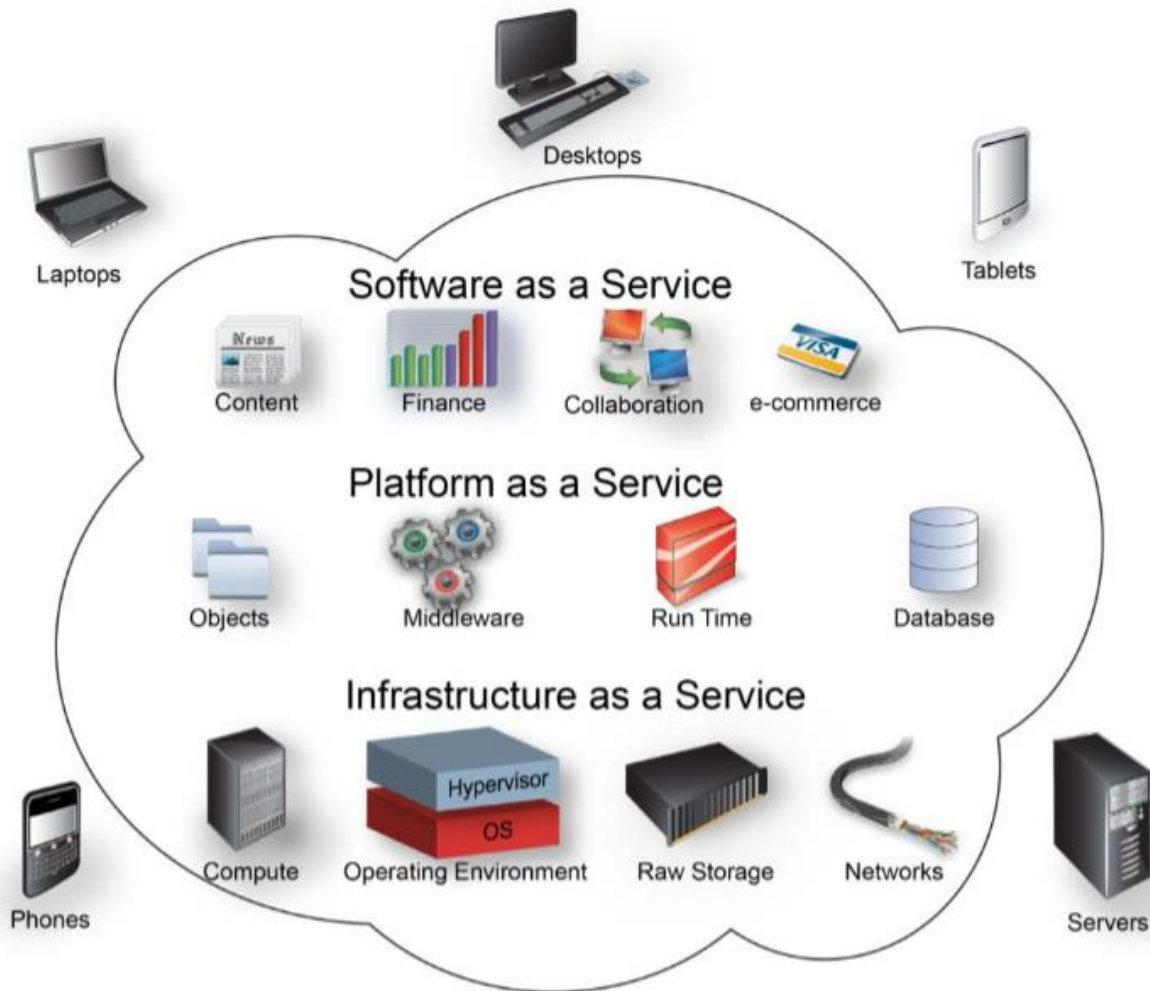 Desktops
Laptops
Tablets
Software as a Service
News
VISA
Content
Finance
Collaboration
e-commerce
Platform as a Service
Objects
Middleware
Run Time
Database
Infrastructure as a Service
Hypervisor
OS
Compute
Operating Environment
Raw Storage
Networks
Phones
Servers